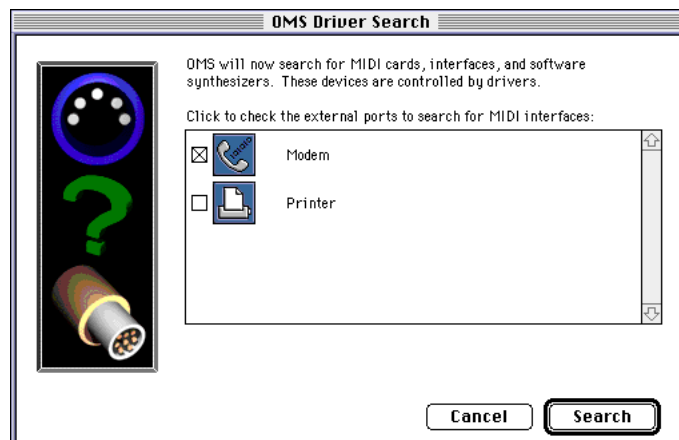 OMS Driver Search
OMS will now search for MIDI cards, interfaces, and software
synthesizers. These devices are controlled by drivers.
Click to check the external ports to search for MIDI interfaces:
Modem
Printer
Cancel Search